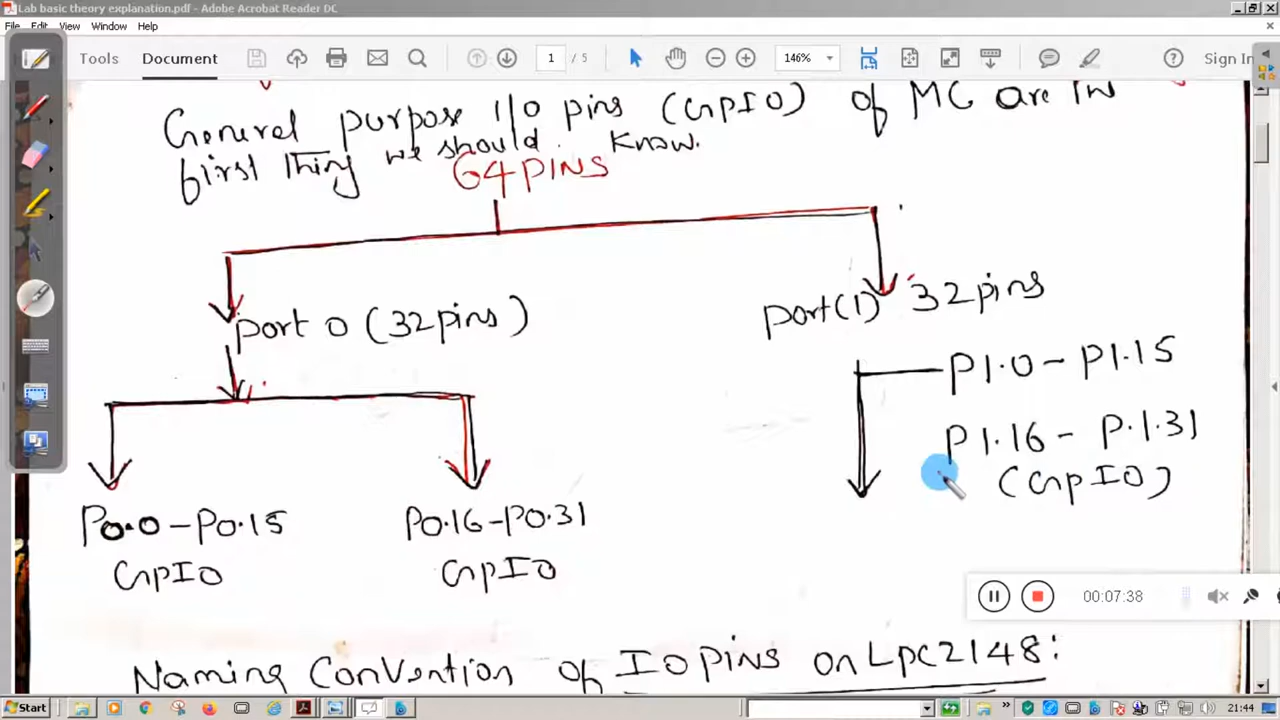 Lab basic theory explanation.pdf - Adobe Acrobat Reader DC
File Edit View Window Help
Tools Document 1 / 5 146% Sign In
General purpose I/O pins (GPIO) of MC are the
first thing we should know.
64 PINS
port 0 (32 pins)
port(1) 32 pins
P1.0 - P1.15
P1.16 - P.1.31
(GPIO)
P0.0 - P0.15
GPIO
P0.16 - P0.31
GPIO
00:07:38
Naming Convention of IO pins on LPC2148:
Start 21:44